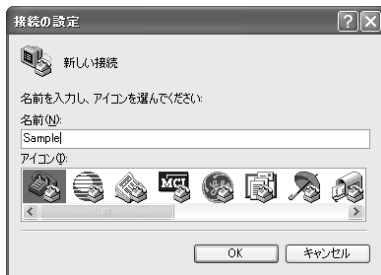 接続の設定
新しい接続
名前を入力し、アイコンを選んでください:
名前(N):
Sample
アイコン(I):
MCI
OK キャンセル